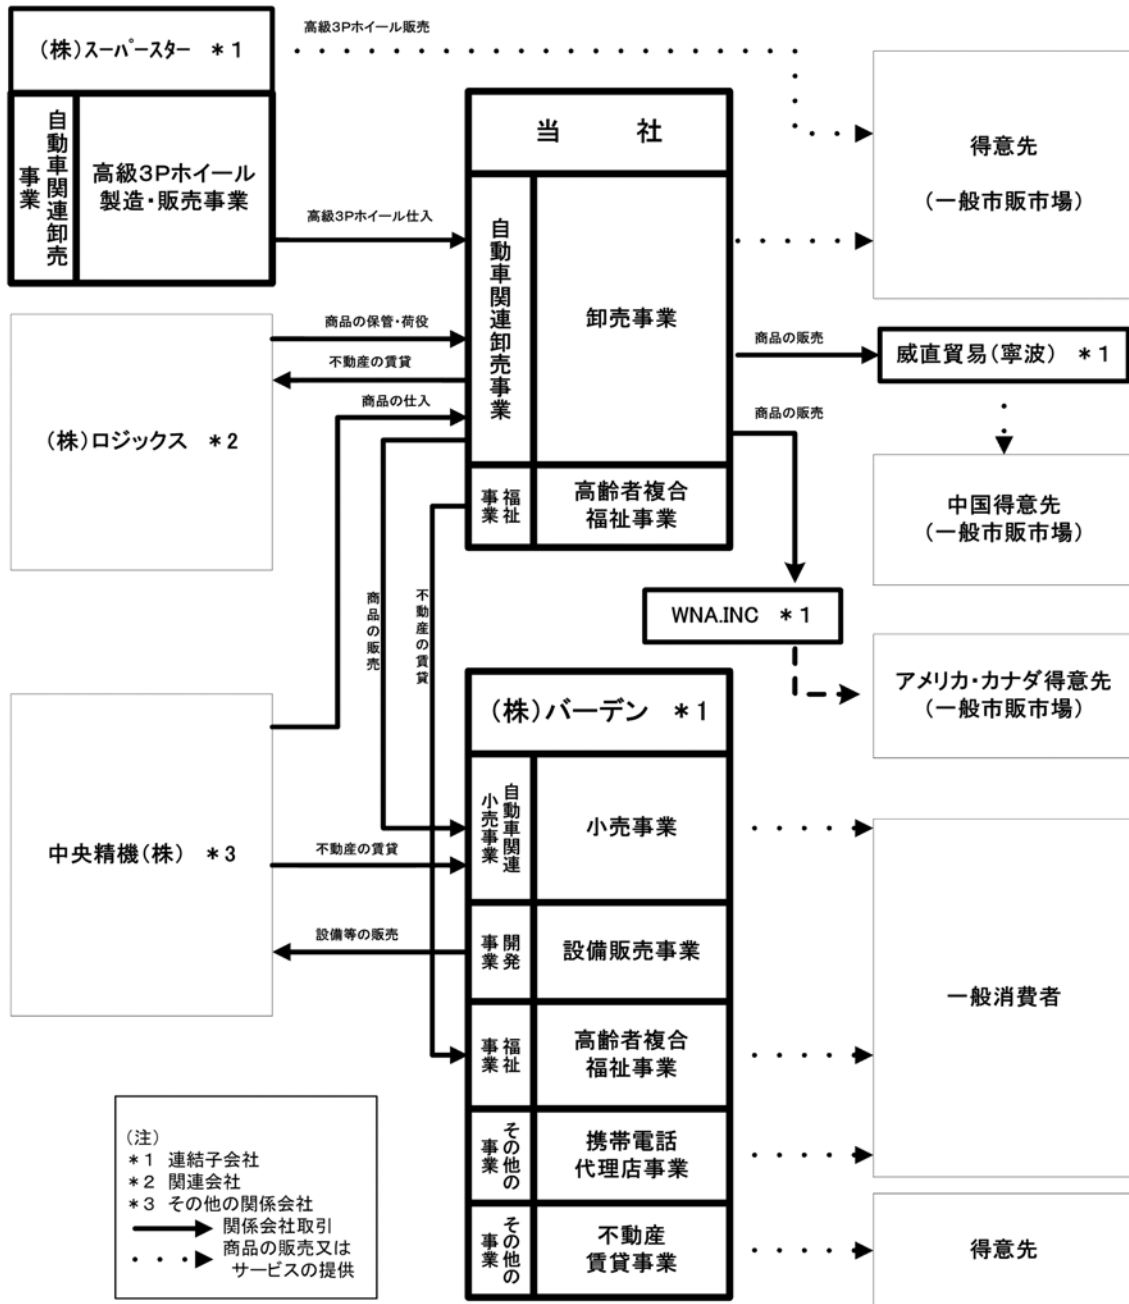 (株)スーパースター ＊1
自動車関連卸売
事業
高級3Pホイール
製造・販売事業
高級3Pホイール販売
高級3Pホイール仕入
当 社
自動車関連卸売事業
卸売事業
福祉
事業
高齢者複合
福祉事業
得意先
(一般市販市場)
商品の保管・荷役
不動産の賃貸
商品の仕入
(株)ロジックス ＊2
商品の販売
威直貿易(寧波) ＊1
商品の販売
中国得意先
(一般市販市場)
WNA.INC ＊1
アメリカ・カナダ得意先
(一般市販市場)
商品の販売
不動産の賃貸
中央精機(株) ＊3
不動産の賃貸
設備等の販売
(株)バーデン ＊1
自動車関連
小売事業
小売事業
開発
事業
設備販売事業
福祉
事業
高齢者複合
福祉事業
その他の
事業
携帯電話
代理店事業
その他の
事業
不動産
賃貸事業
一般消費者
得意先
(注)
＊1 連結子会社
＊2 関連会社
＊3 その他の関係会社
関係会社取引
商品の販売又は
サービスの提供